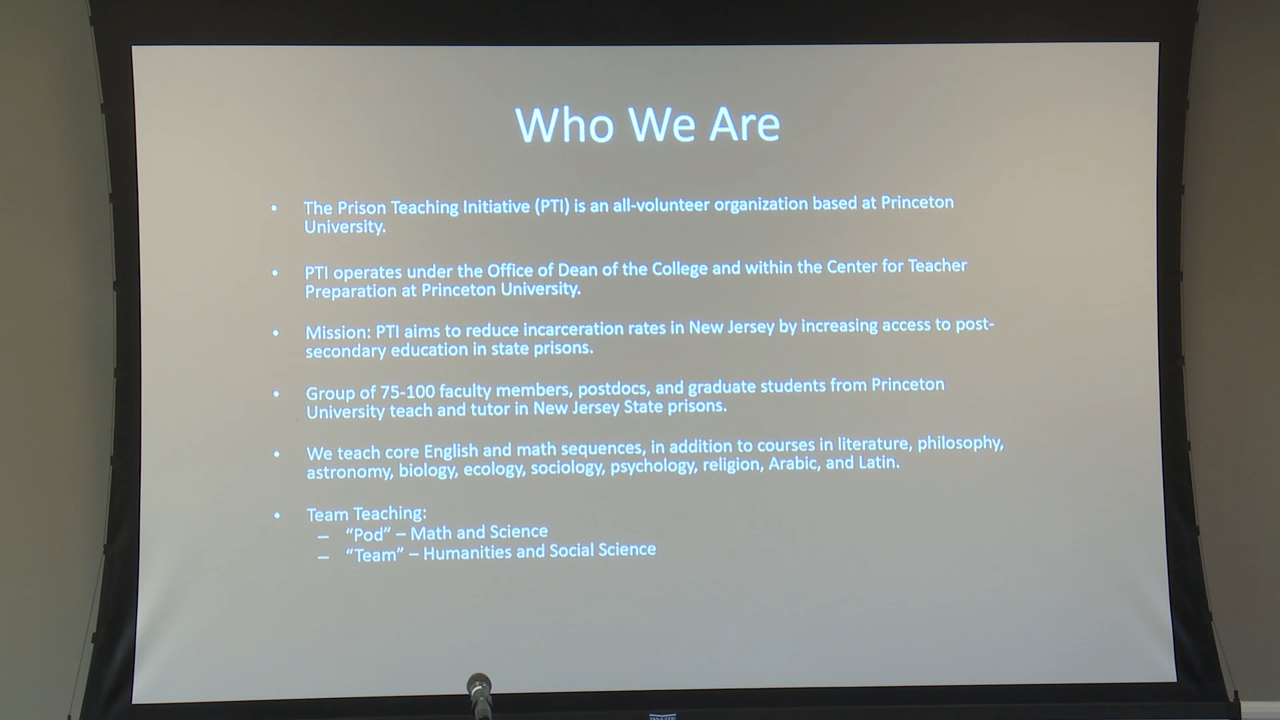 Who We Are
• The Prison Teaching Initiative (PTI) is an all-volunteer organization based at Princeton
University.
• PTI operates under the Office of Dean of the College and within the Center for Teacher
Preparation at Princeton University.
• Mission: PTI aims to reduce incarceration rates in New Jersey by increasing access to post-
secondary education in state prisons.
• Group of 75-100 faculty members, postdocs, and graduate students from Princeton
University teach and tutor in New Jersey State prisons.
• We teach core English and math sequences, in addition to courses in literature, philosophy,
astronomy, biology, ecology, sociology, psychology, religion, Arabic, and Latin.
• Team Teaching:
– “Pod” – Math and Science
– “Team” – Humanities and Social Science